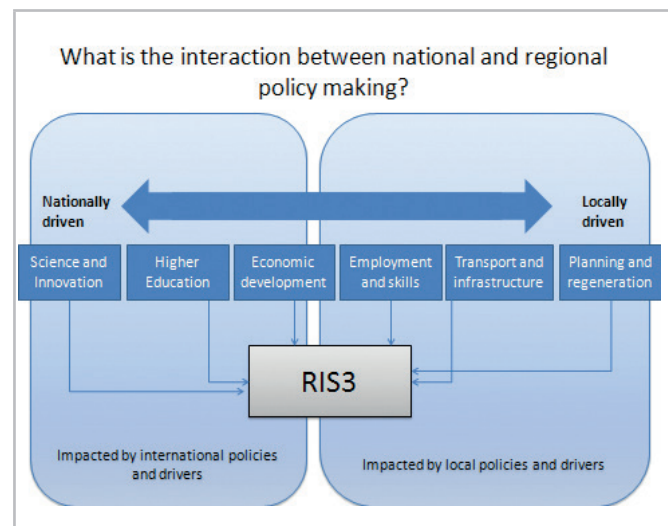 What is the interaction between national and regional
policy making?
Nationally
driven
Locally
driven
Science and
Innovation
Higher
Education
Economic
development
Employment
and skills
Transport and
infrastructure
Planning and
regeneration
RIS3
Impacted by international policies
and drivers
Impacted by local policies and drivers